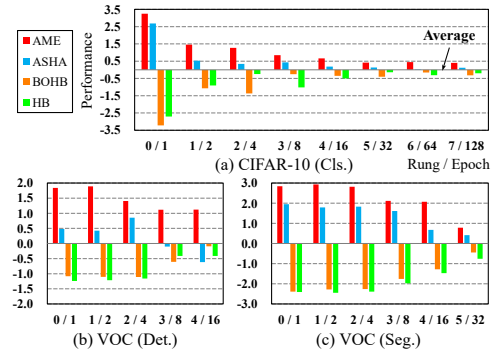 AME
ASHA
BOHB
HB
Performance
3.5
2.5
1.5
0.5
-0.5
-1.5
-2.5
-3.5
Average
0 / 1 1 / 2 2 / 4 3 / 8 4 / 16 5 / 32 6 / 64 7 / 128
(a) CIFAR-10 (Cls.) Rung / Epoch
2.0
1.5
1.0
0.5
0.0
-0.5
-1.0
-1.5
-2.0
0 / 1 1 / 2 2 / 4 3 / 8 4 / 16
(b) VOC (Det.)
3.0
2.0
1.0
0.0
-1.0
-2.0
-3.0
0 / 1 1 / 2 2 / 4 3 / 8 4 / 16 5 / 32
(c) VOC (Seg.)